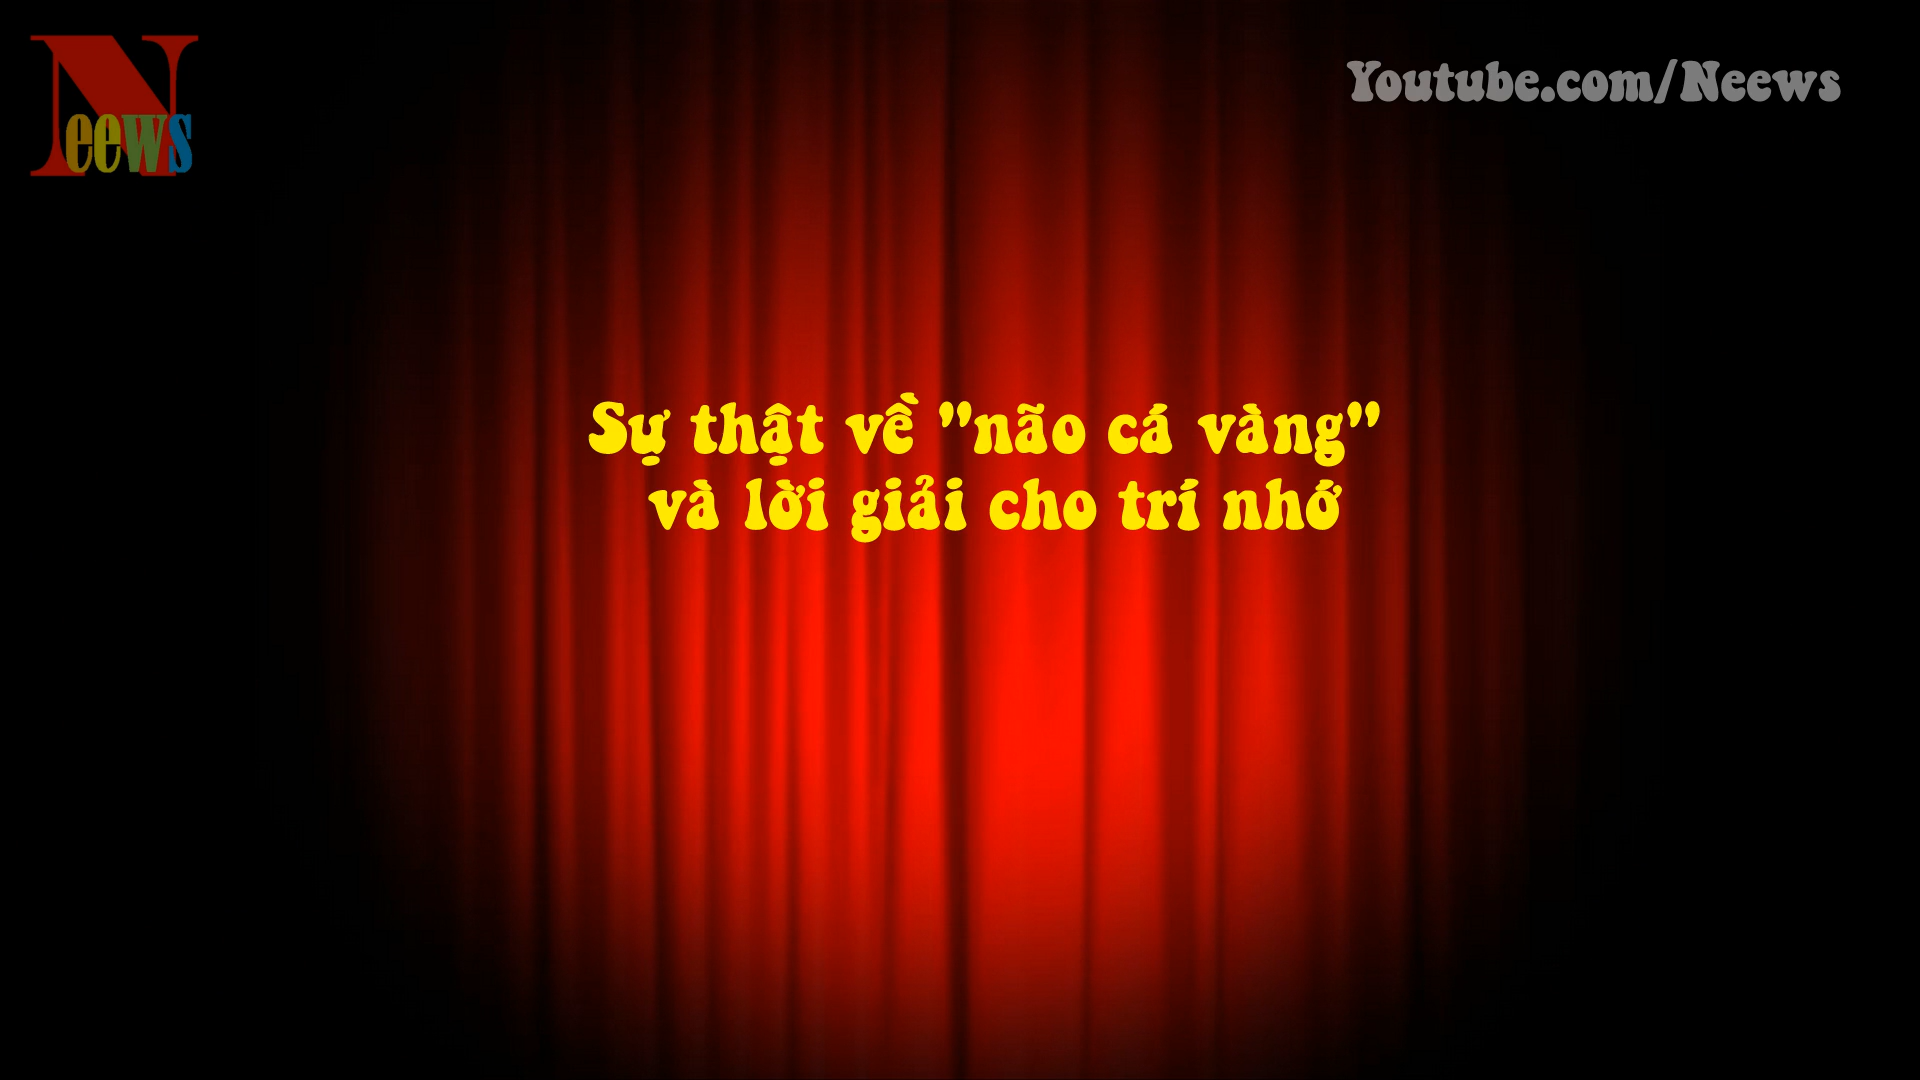 Neews
Youtube.com/Neews
Sự thật về "não cá vàng"
và lời giải cho trí nhớ